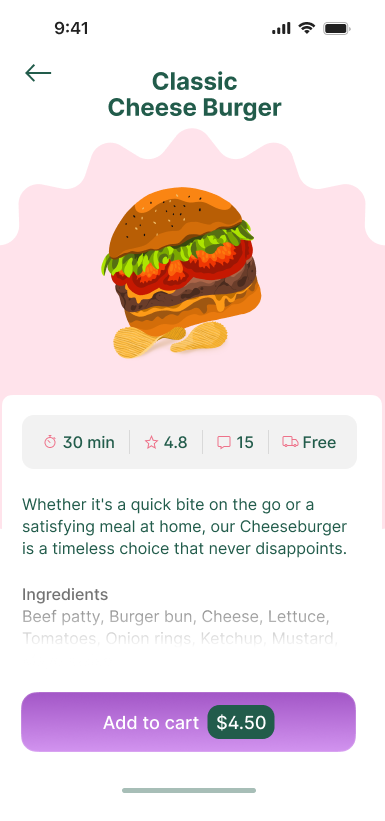 9:41
Classic
Cheese Burger
30 min
4.8
15
Free
Whether it's a quick bite on the go or a
satisfying meal at home, our Cheeseburger
is a timeless choice that never disappoints.
Ingredients
Beef patty, Burger bun, Cheese, Lettuce,
Tomatoes, Onion rings, Ketchup, Mustard,
Add to cart $4.50